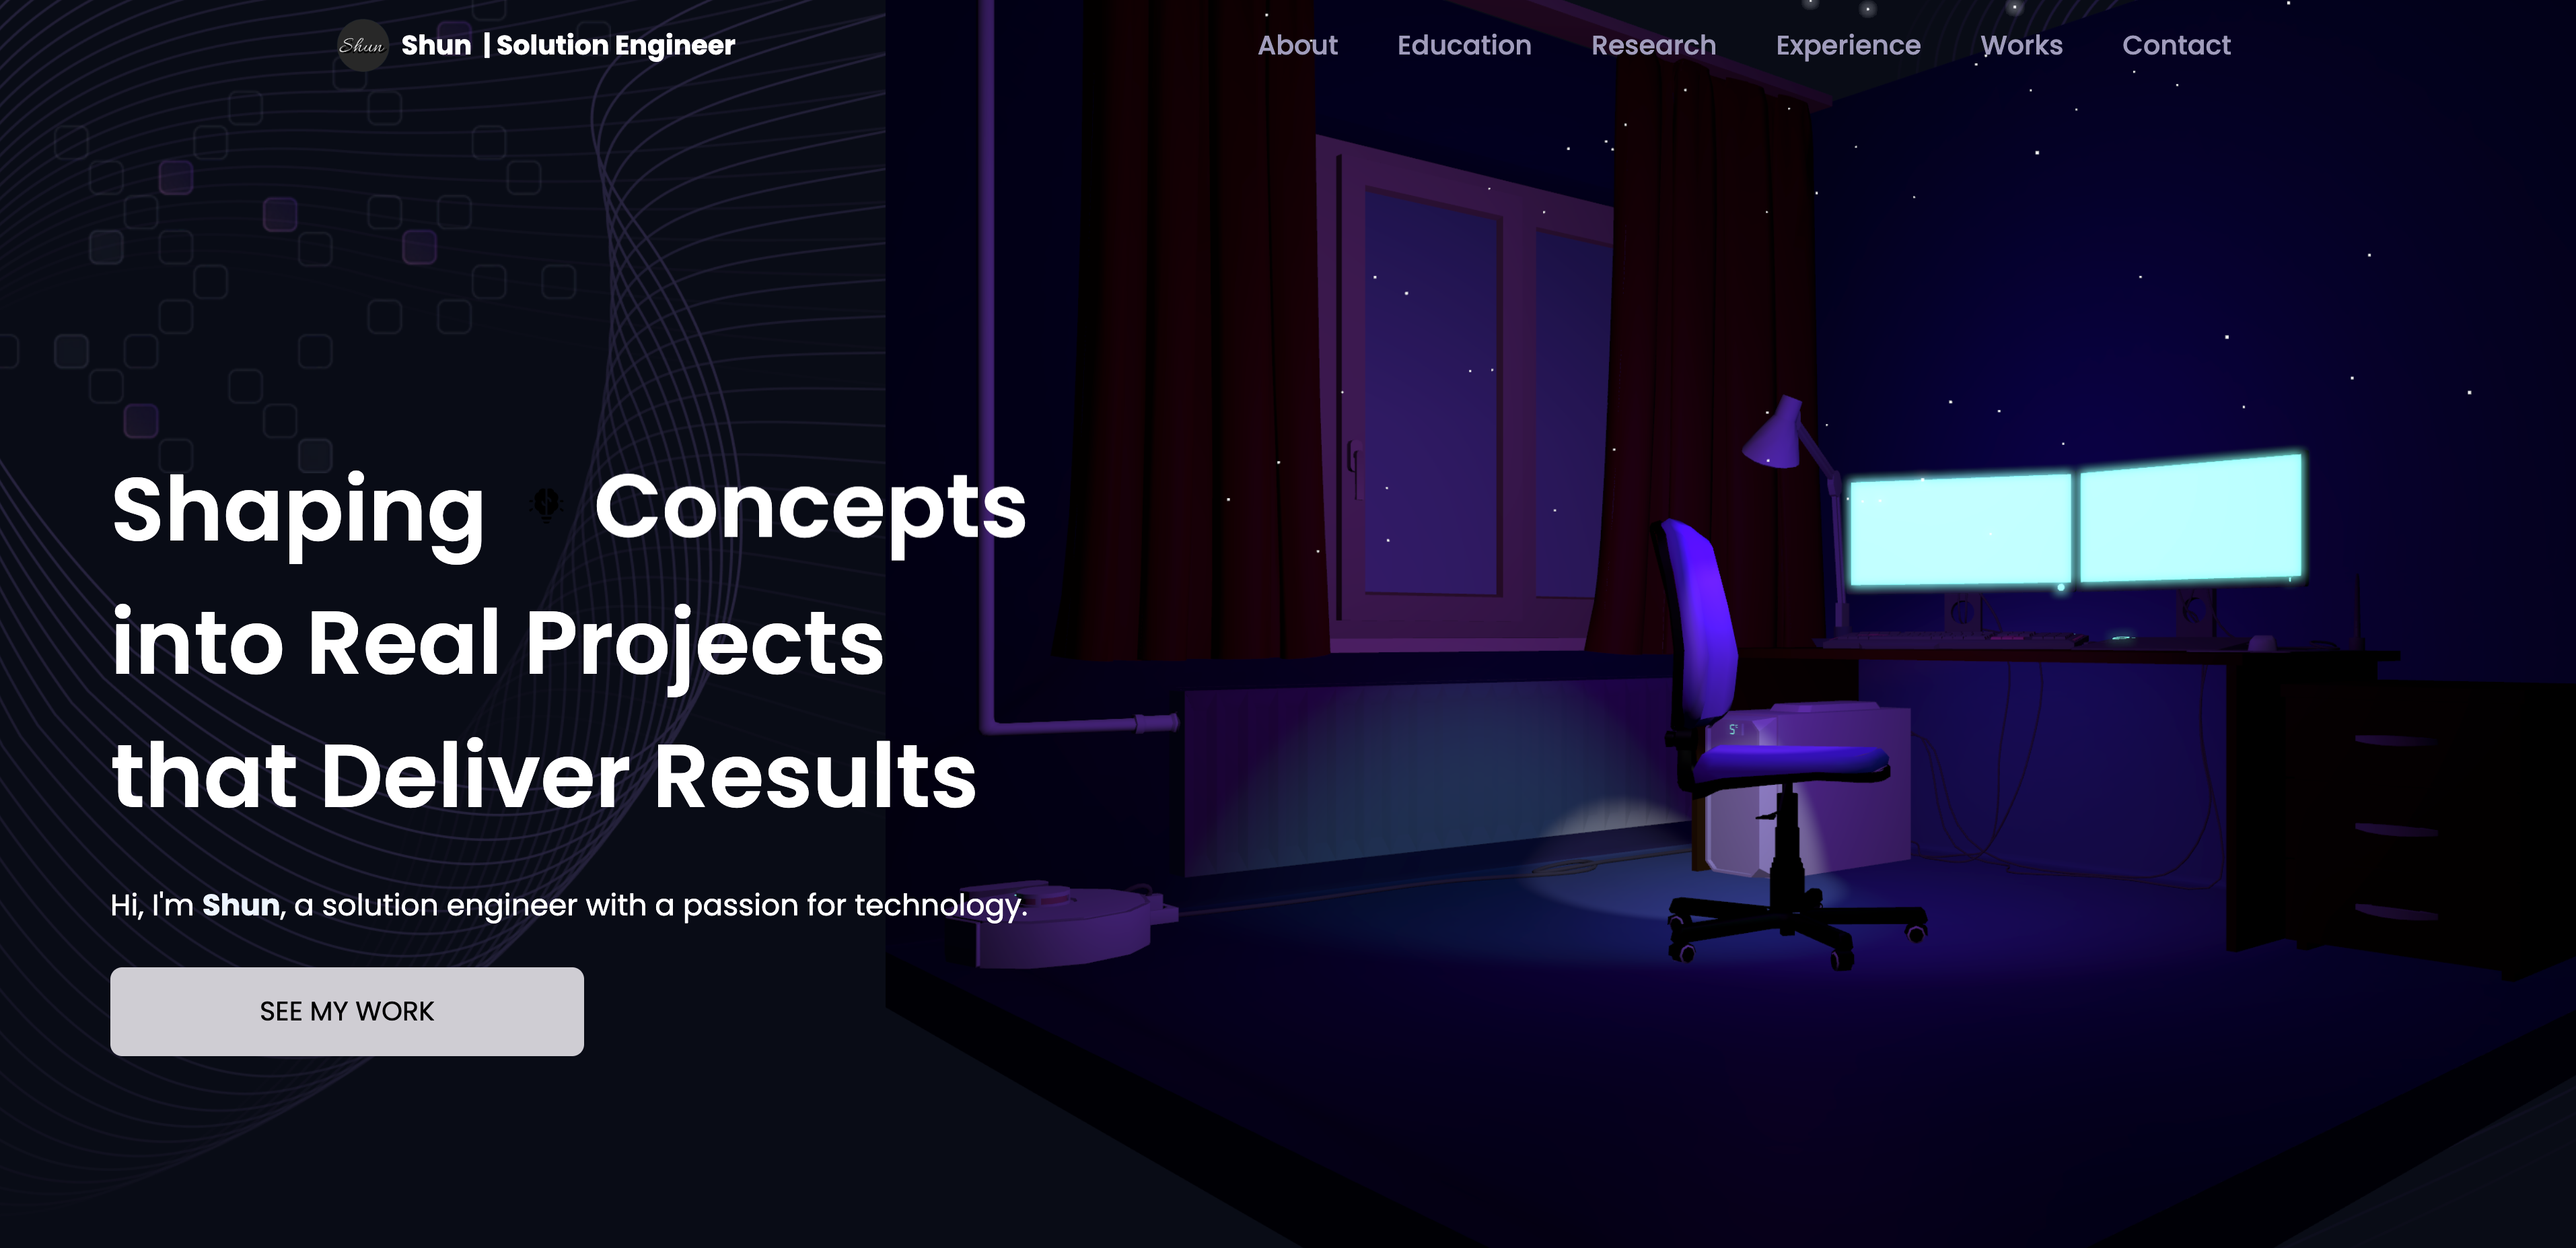 Shun
Shun | Solution Engineer
About
Education
Research
Experience
Works
Contact
Shaping Concepts
into Real Projects
that Deliver Results
Hi, I'm Shun, a solution engineer with a passion for technology.
SEE MY WORK